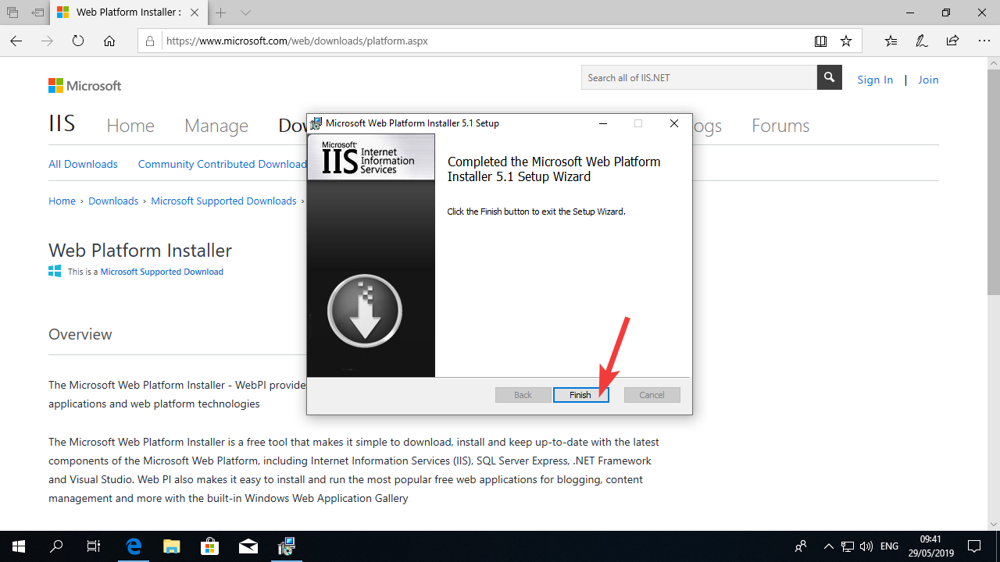 Web Platform Installer :
https://www.microsoft.com/web/downloads/platform.aspx
Microsoft
Search all of IIS.NET
Sign In | Join
IIS Home Manage Dow ogs Forums
All Downloads Community Contributed Download
Home › Downloads › Microsoft Supported Downloads ›
Web Platform Installer
This is a Microsoft Supported Download
Overview
The Microsoft Web Platform Installer - WebPI provide
applications and web platform technologies
The Microsoft Web Platform Installer is a free tool that makes it simple to download, install and keep up-to-date with the latest
components of the Microsoft Web Platform, including Internet Information Services (IIS), SQL Server Express, .NET Framework
and Visual Studio. Web PI also makes it easy to install and run the most popular free web applications for blogging, content
management and more with the built-in Windows Web Application Gallery
Microsoft Web Platform Installer 5.1 Setup
Microsoft®
IIS Internet
Information
Services
Completed the Microsoft Web Platform
Installer 5.1 Setup Wizard
Click the Finish button to exit the Setup Wizard.
Back Finish Cancel
ENG
09:41
29/05/2019